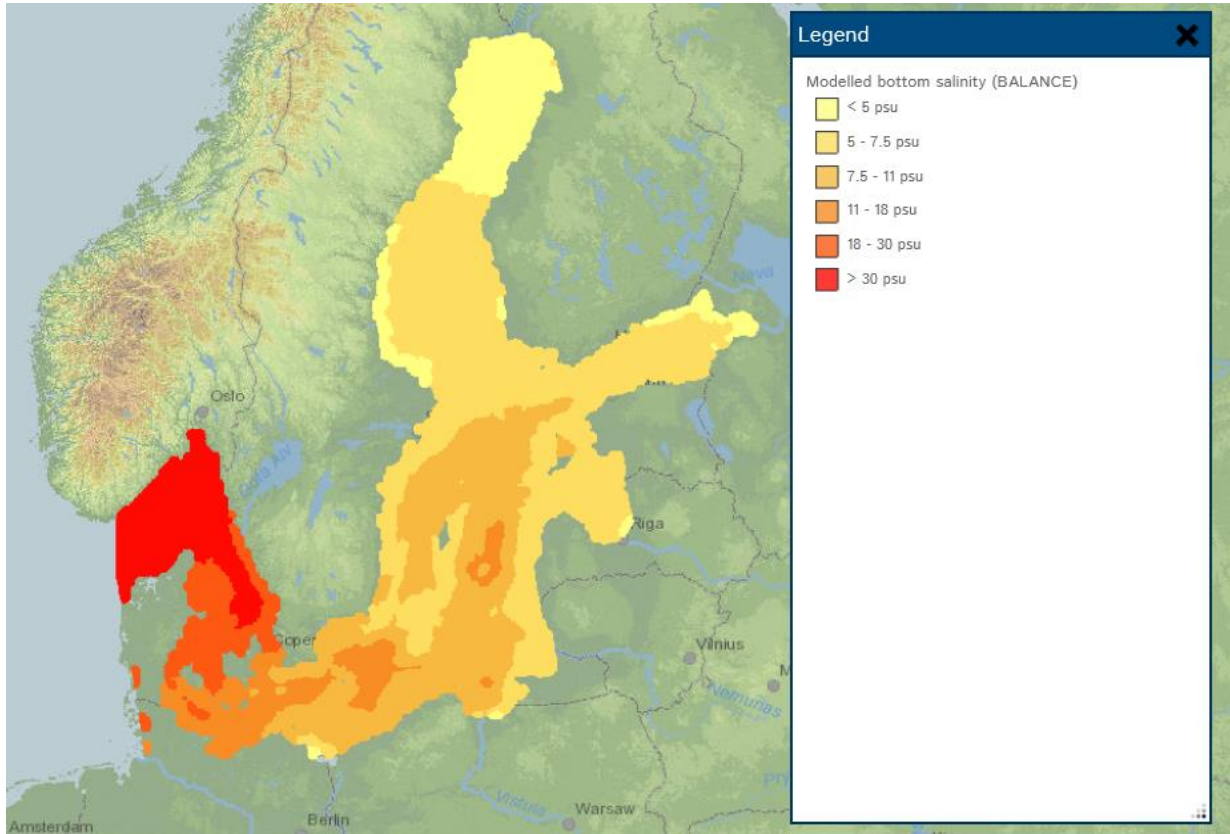 Legend
Modelled bottom salinity (BALANCE)
< 5 psu
5 - 7.5 psu
7.5 - 11 psu
11 - 18 psu
18 - 30 psu
> 30 psu
Neva
Oslo
Göta Älv
Riga
Coper
Vilnius
M
Nemunas
Vistula
Warsaw
Berlin
Amsterdam